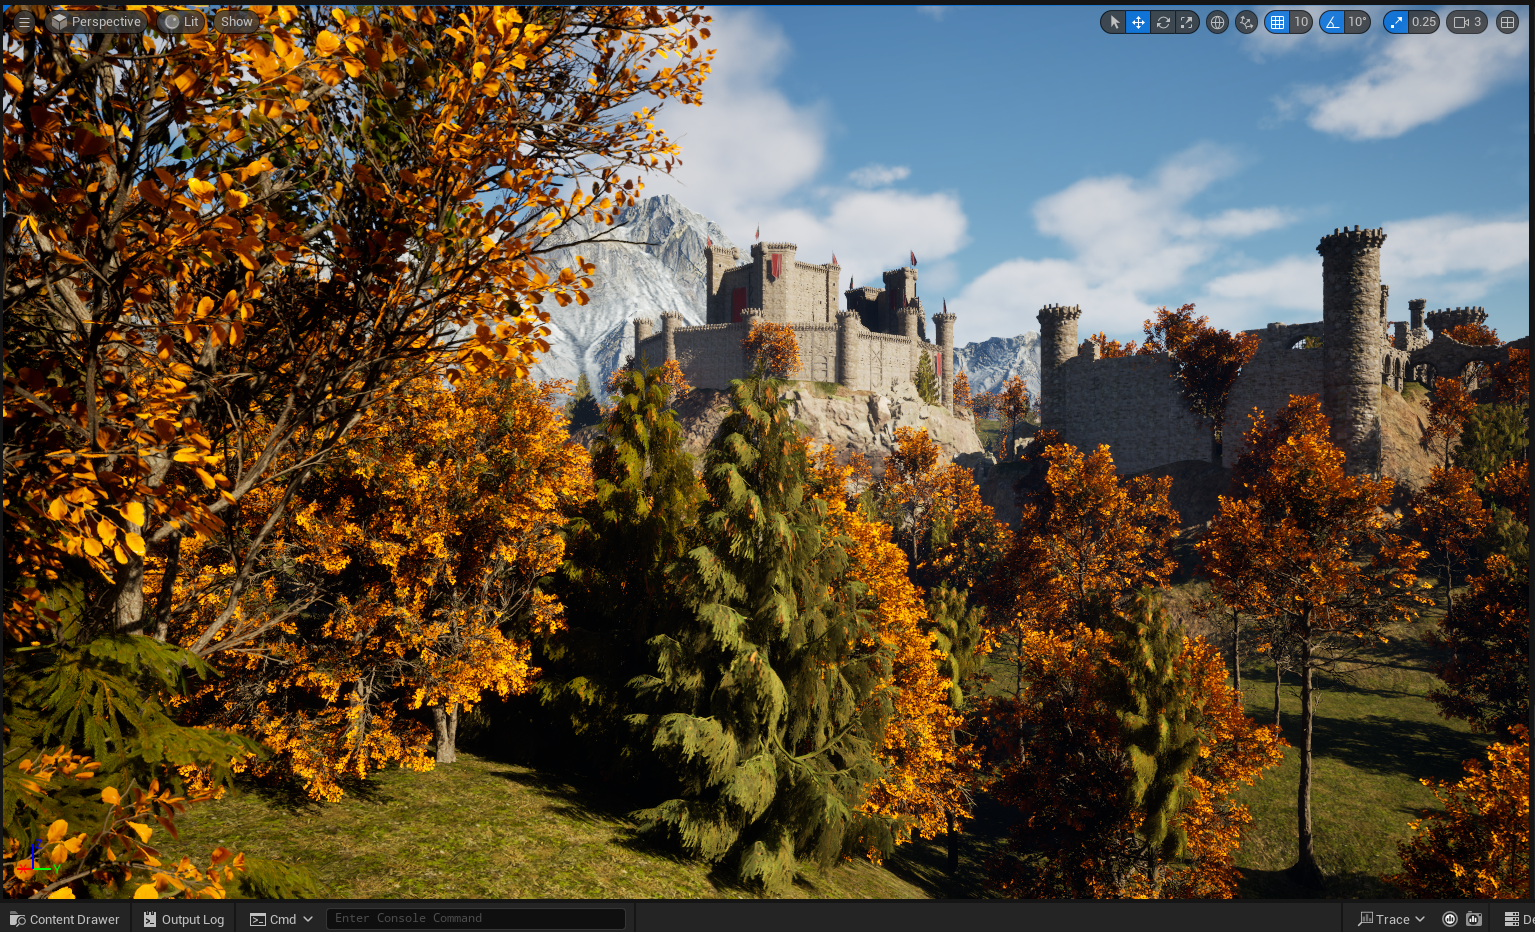 Perspective Lit Show 10 10° 0.25 3
Content Drawer Output Log Cmd Enter Console Command Trace